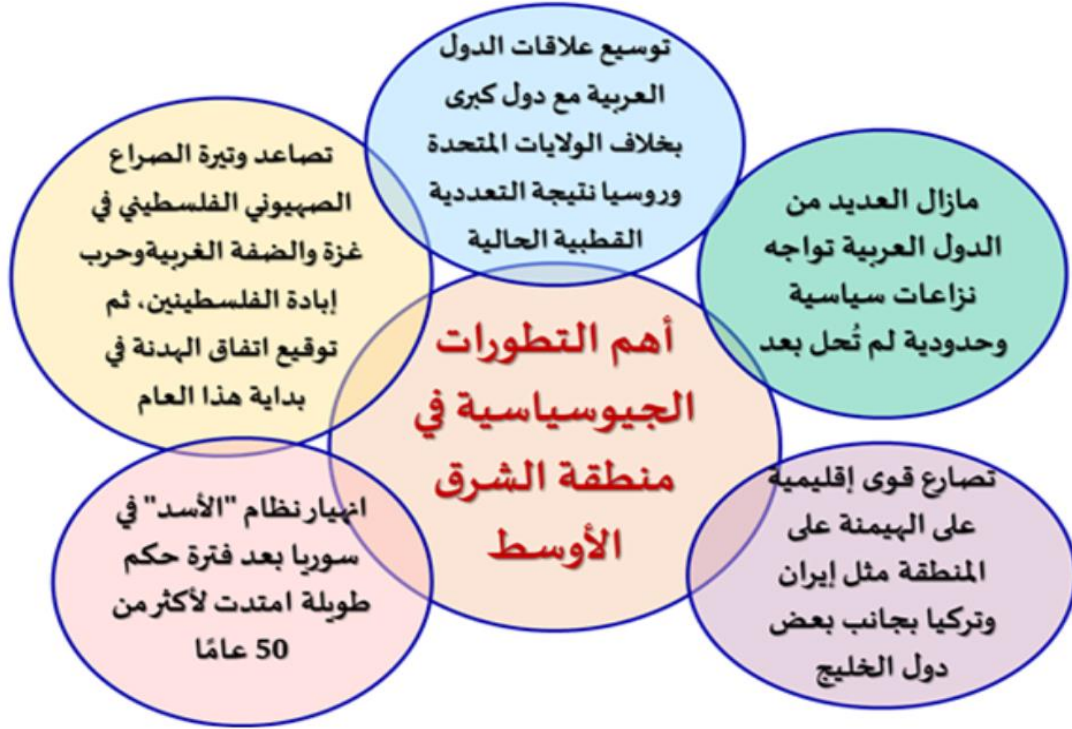 توسيع علاقات الدول
العربية مع دول كبرى
بخلاف الولايات المتحدة
وروسيا نتيجة التعددية
القطبية الحالية
مازال العديد من
الدول العربية تواجه
نزاعات سياسية
وحدودية لم تُحل بعد
تصاعد وتيرة الصراع
الصهيوني الفلسطيني في
غزة والضفة الغربيةوحرب
إبادة الفلسطينين، ثم
توقيع اتفاق الهدنة في
بداية هذا العام
أهم التطورات
الجيوسياسية في
منطقة الشرق
الأوسط
تصارع قوى إقليمية
على الهيمنة على
المنطقة مثل إيران
وتركيا بجانب بعض
دول الخليج
انهيار نظام "الأسد" في
سوريا بعد فترة حكم
طويلة امتدت لأكثر من
50 عامًا